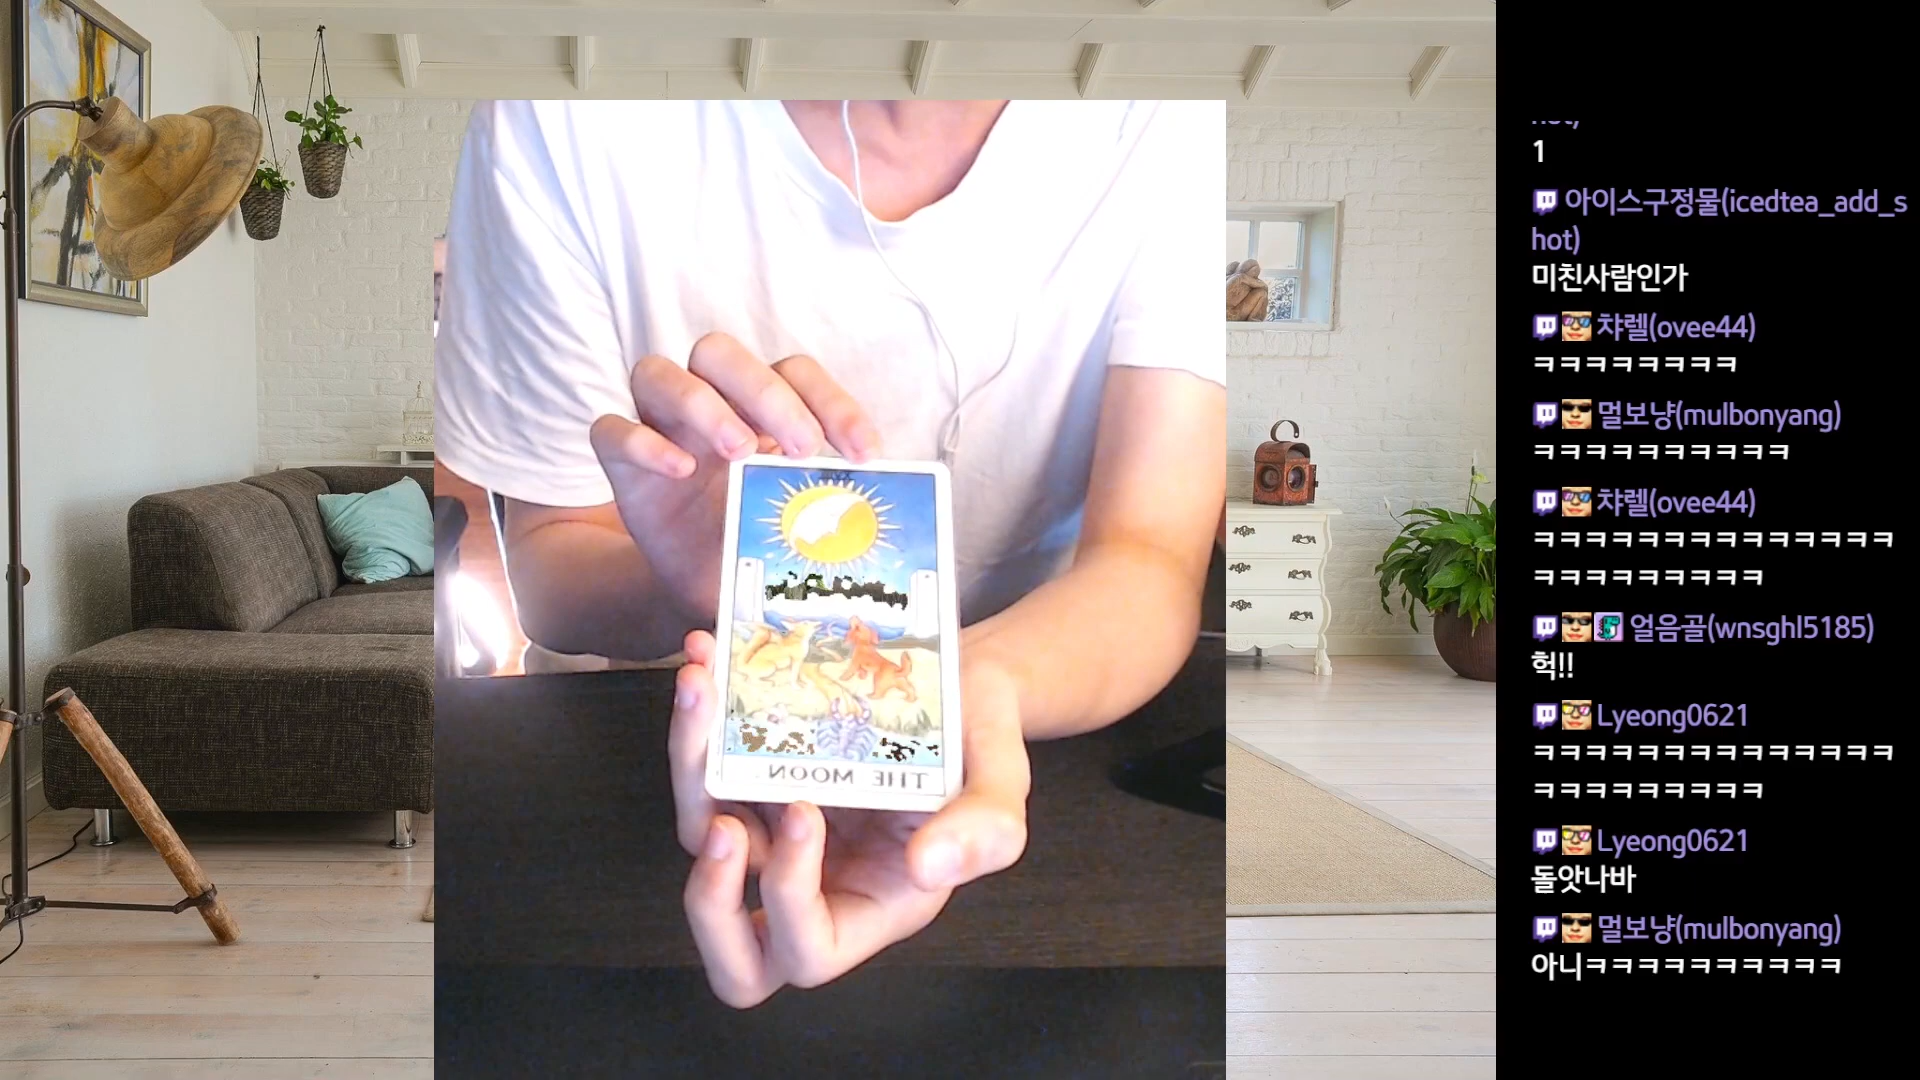 THE MOON.
1
아이스구정물(icedtea_add_s
hot)
미친사람인가
챠렐(ovee44)
ㅋㅋㅋㅋㅋㅋㅋㅋ
멀보냥(mulbonyang)
ㅋㅋㅋㅋㅋㅋㅋㅋㅋㅋ
챠렐(ovee44)
ㅋㅋㅋㅋㅋㅋㅋㅋㅋㅋㅋㅋㅋㅋ
ㅋㅋㅋㅋㅋㅋㅋㅋㅋ
얼음골(wnsghl5185)
헉!!
Lyeong0621
ㅋㅋㅋㅋㅋㅋㅋㅋㅋㅋㅋㅋㅋㅋ
ㅋㅋㅋㅋㅋㅋㅋㅋㅋ
Lyeong0621
돌앗나바
멀보냥(mulbonyang)
아니ㅋㅋㅋㅋㅋㅋㅋㅋㅋㅋ